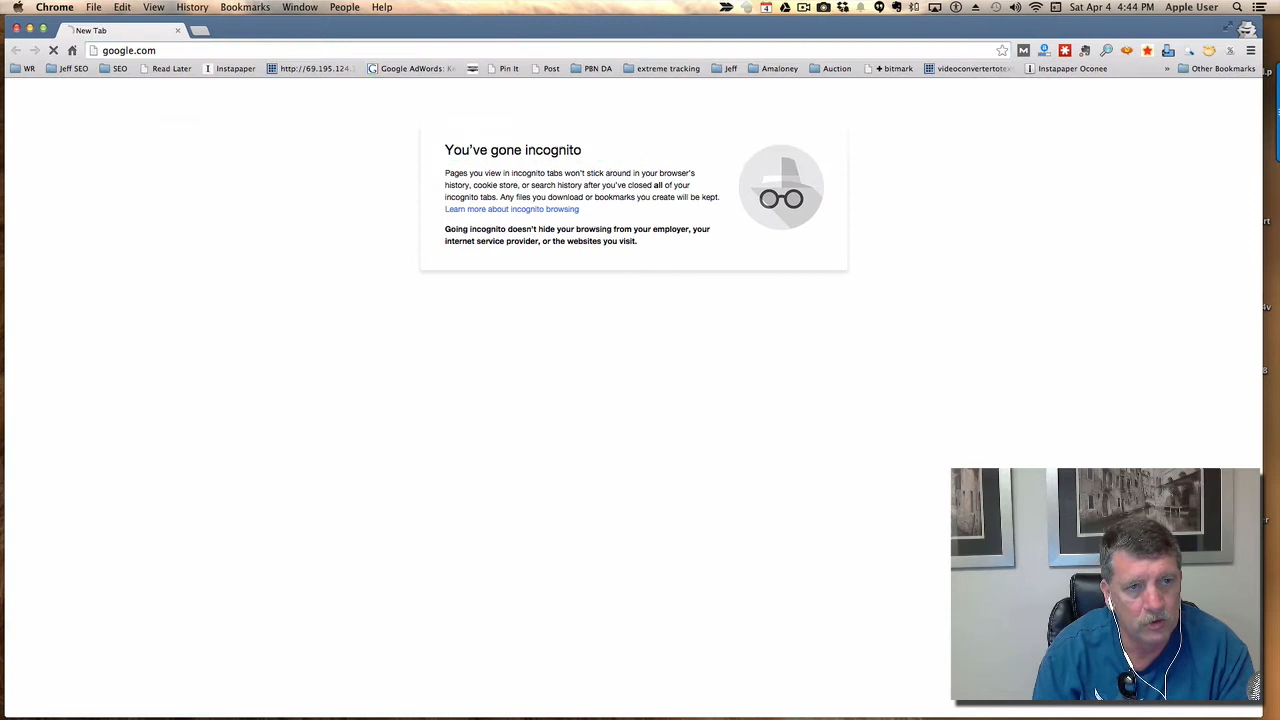 Chrome File Edit View History Bookmarks Window People Help 4 Sat Apr 4 4:44 PM Apple User
New Tab
google.com
WR Jeff SEO SEO Read Later Instapaper http://69.195.124. Google AdWords: Ke Pin It Post PBN DA extreme tracking Jeff Amaloney Auction + bitmark videoconvertortote Instapaper Oconee » Other Bookmarks
You've gone incognito
Pages you view in incognito tabs won't stick around in your browser's
history, cookie store, or search history after you've closed all of your
incognito tabs. Any files you download or bookmarks you create will be kept.
Learn more about incognito browsing
Going incognito doesn't hide your browsing from your employer, your
internet service provider, or the websites you visit.